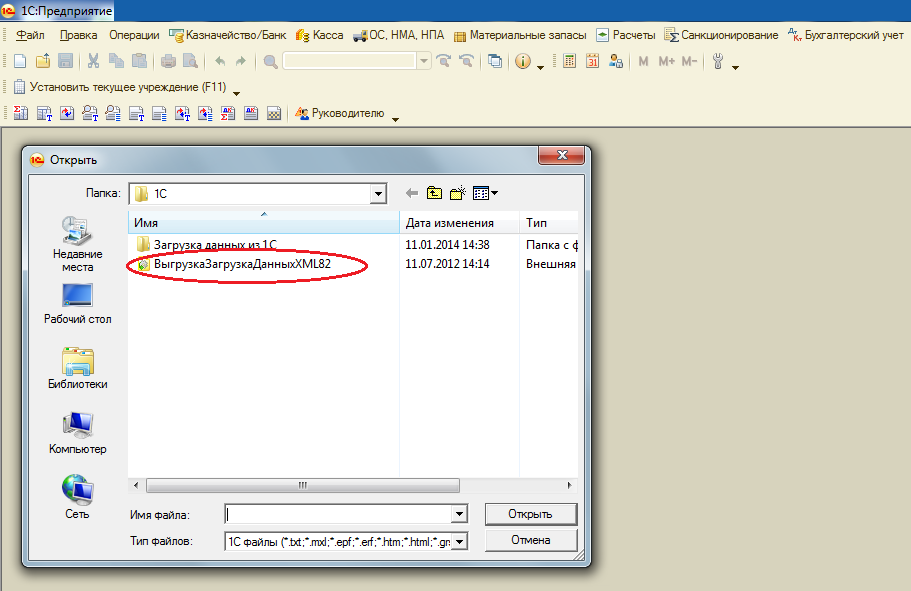 1С:Предприятие
Файл Правка Операции Казначейство/Банк Касса ОС, НМА, НПА Материальные запасы Расчеты Санкционирование Бухгалтерский учет
M M+ M-
Установить текущее учреждение (F11)
Руководителю
Открыть
Папка: 1С
Имя Дата изменения Тип
Загрузка данных из 1С 11.01.2014 14:38 Папка с ф
ВыгрузкаЗагрузкаДанныхXML82 11.07.2012 14:14 Внешняя
Недавние
места
Рабочий стол
Библиотеки
Компьютер
Сеть
Имя файла: Открыть
Тип файлов: 1С файлы (*.txt;*.mxl;*.epf;*.erf;*.htm;*.html;*.gr Отмена